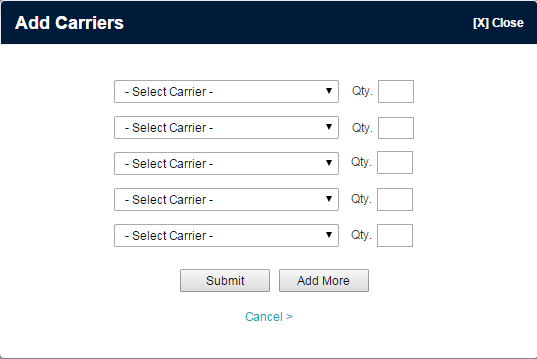 Add Carriers [X] Close
- Select Carrier - Qty.
- Select Carrier - Qty.
- Select Carrier - Qty.
- Select Carrier - Qty.
- Select Carrier - Qty.
Submit Add More
Cancel >